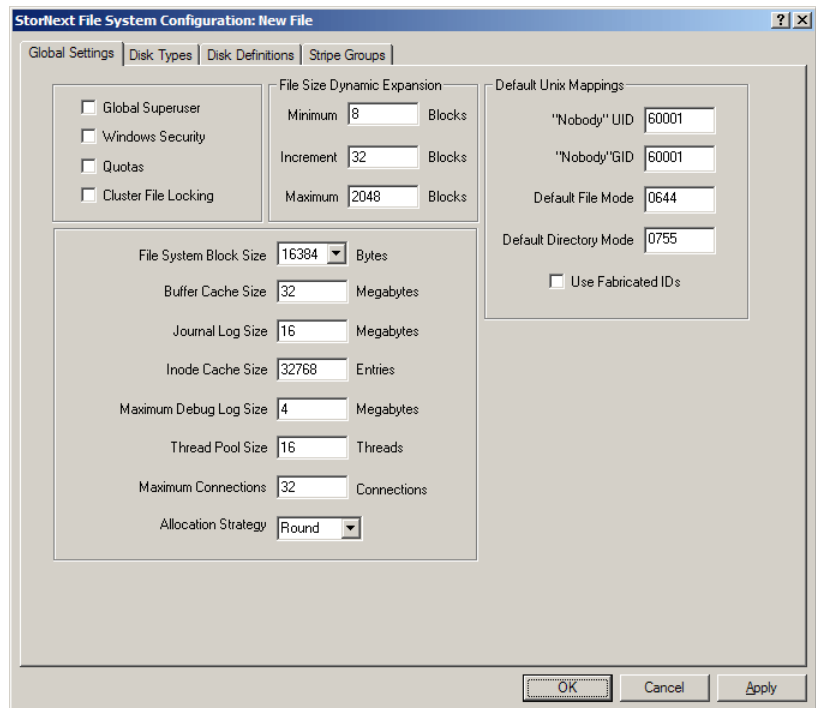 StorNext File System Configuration: New File
Global Settings
Disk Types
Disk Definitions
Stripe Groups
Global Superuser
Windows Security
Quotas
Cluster File Locking
File Size Dynamic Expansion
Minimum 8 Blocks
Increment 32 Blocks
Maximum 2048 Blocks
Default Unix Mappings
"Nobody" UID 60001
"Nobody"GID 60001
Default File Mode 0644
Default Directory Mode 0755
Use Fabricated IDs
File System Block Size 16384 Bytes
Buffer Cache Size 32 Megabytes
Journal Log Size 16 Megabytes
Inode Cache Size 32768 Entries
Maximum Debug Log Size 4 Megabytes
Thread Pool Size 16 Threads
Maximum Connections 32 Connections
Allocation Strategy Round
OK
Cancel
Apply